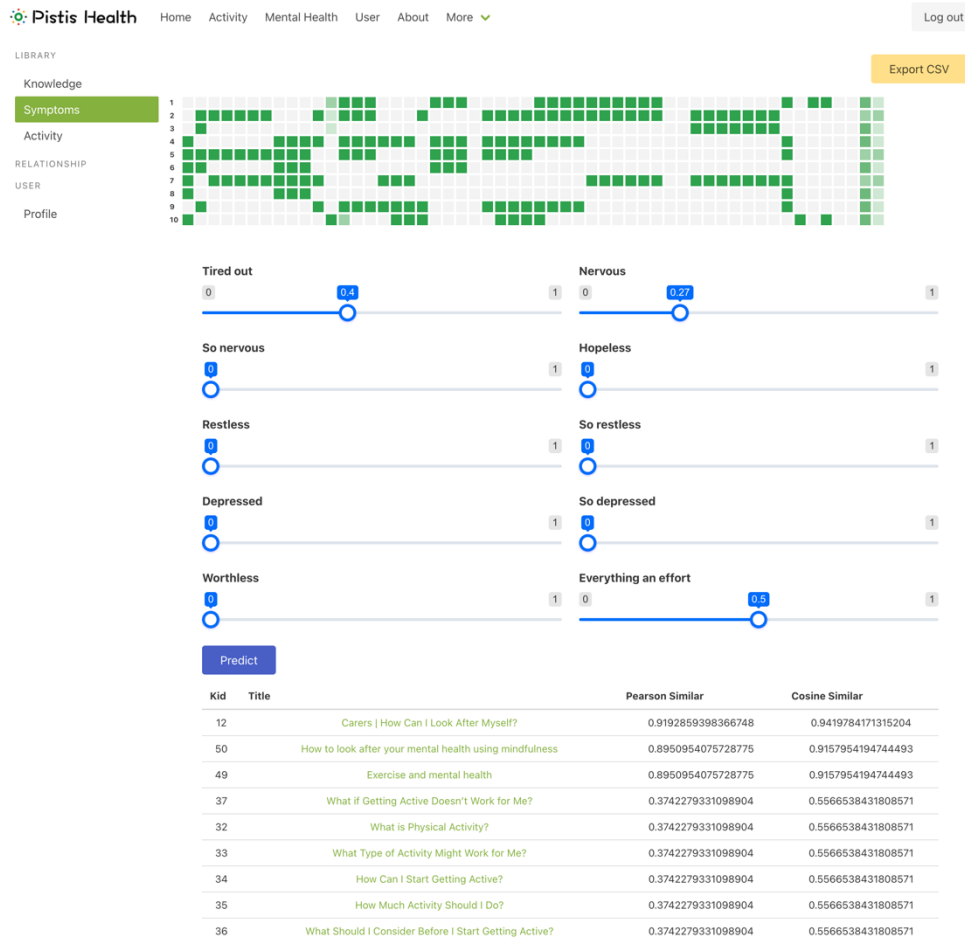 Pistis Health Home Activity Mental Health User About More Log out
LIBRARY
Export CSV
Knowledge
Symptoms
Activity
RELATIONSHIP
USER
Profile
1
2
3
4
5
6
7
8
9
10
Tired out Nervous
0 0.4 1 0 0.27 1
So nervous Hopeless
0 1 0 1
Restless So restless
0 1 0 1
Depressed So depressed
0 1 0 1
Worthless Everything an effort
0 1 0 0.5 1
Predict
Kid Title Pearson Similar Cosine Similar
12 Carers | How Can I Look After Myself? 0.9192859398366748 0.9419784171315204
50 How to look after your mental health using mindfulness 0.8950954075728775 0.9157954194744493
49 Exercise and mental health 0.8950954075728775 0.9157954194744493
37 What if Getting Active Doesn't Work for Me? 0.3742279331098904 0.5566538431808571
32 What is Physical Activity? 0.3742279331098904 0.5566538431808571
33 What Type of Activity Might Work for Me? 0.3742279331098904 0.5566538431808571
34 How Can I Start Getting Active? 0.3742279331098904 0.5566538431808571
35 How Much Activity Should I Do? 0.3742279331098904 0.5566538431808571
36 What Should I Consider Before I Start Getting Active? 0.3742279331098904 0.5566538431808571